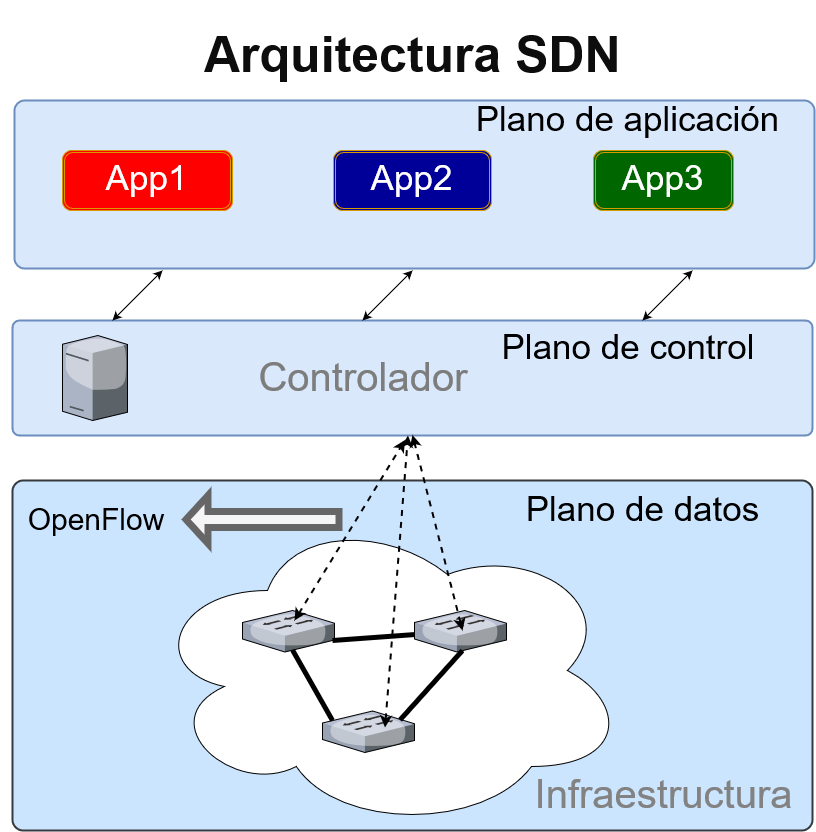 Arquitectura SDN
Plano de aplicación
App1
App2
App3
Plano de control
Controlador
Plano de datos
OpenFlow
Infraestructura